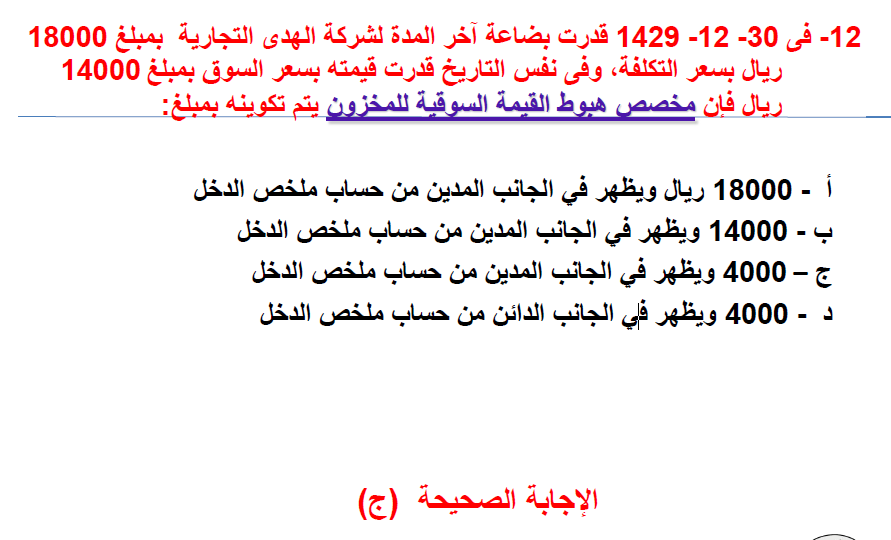 12- فى 30- 12- 1429 قدرت بضاعة آخر المدة لشركة الهدى التجارية بمبلغ 18000
ريال بسعر التكلفة، وفى نفس التاريخ قدرت قيمته بسعر السوق بمبلغ 14000
ريال فإن مخصص هبوط القيمة السوقية للمخزون يتم تكوينه بمبلغ:
أ - 18000 ريال ويظهر في الجانب المدين من حساب ملخص الدخل
ب - 14000 ويظهر في الجانب المدين من حساب ملخص الدخل
ج – 4000 ويظهر في الجانب المدين من حساب ملخص الدخل
د - 4000 ويظهر في الجانب الدائن من حساب ملخص الدخل
الإجابة الصحيحة (ج)